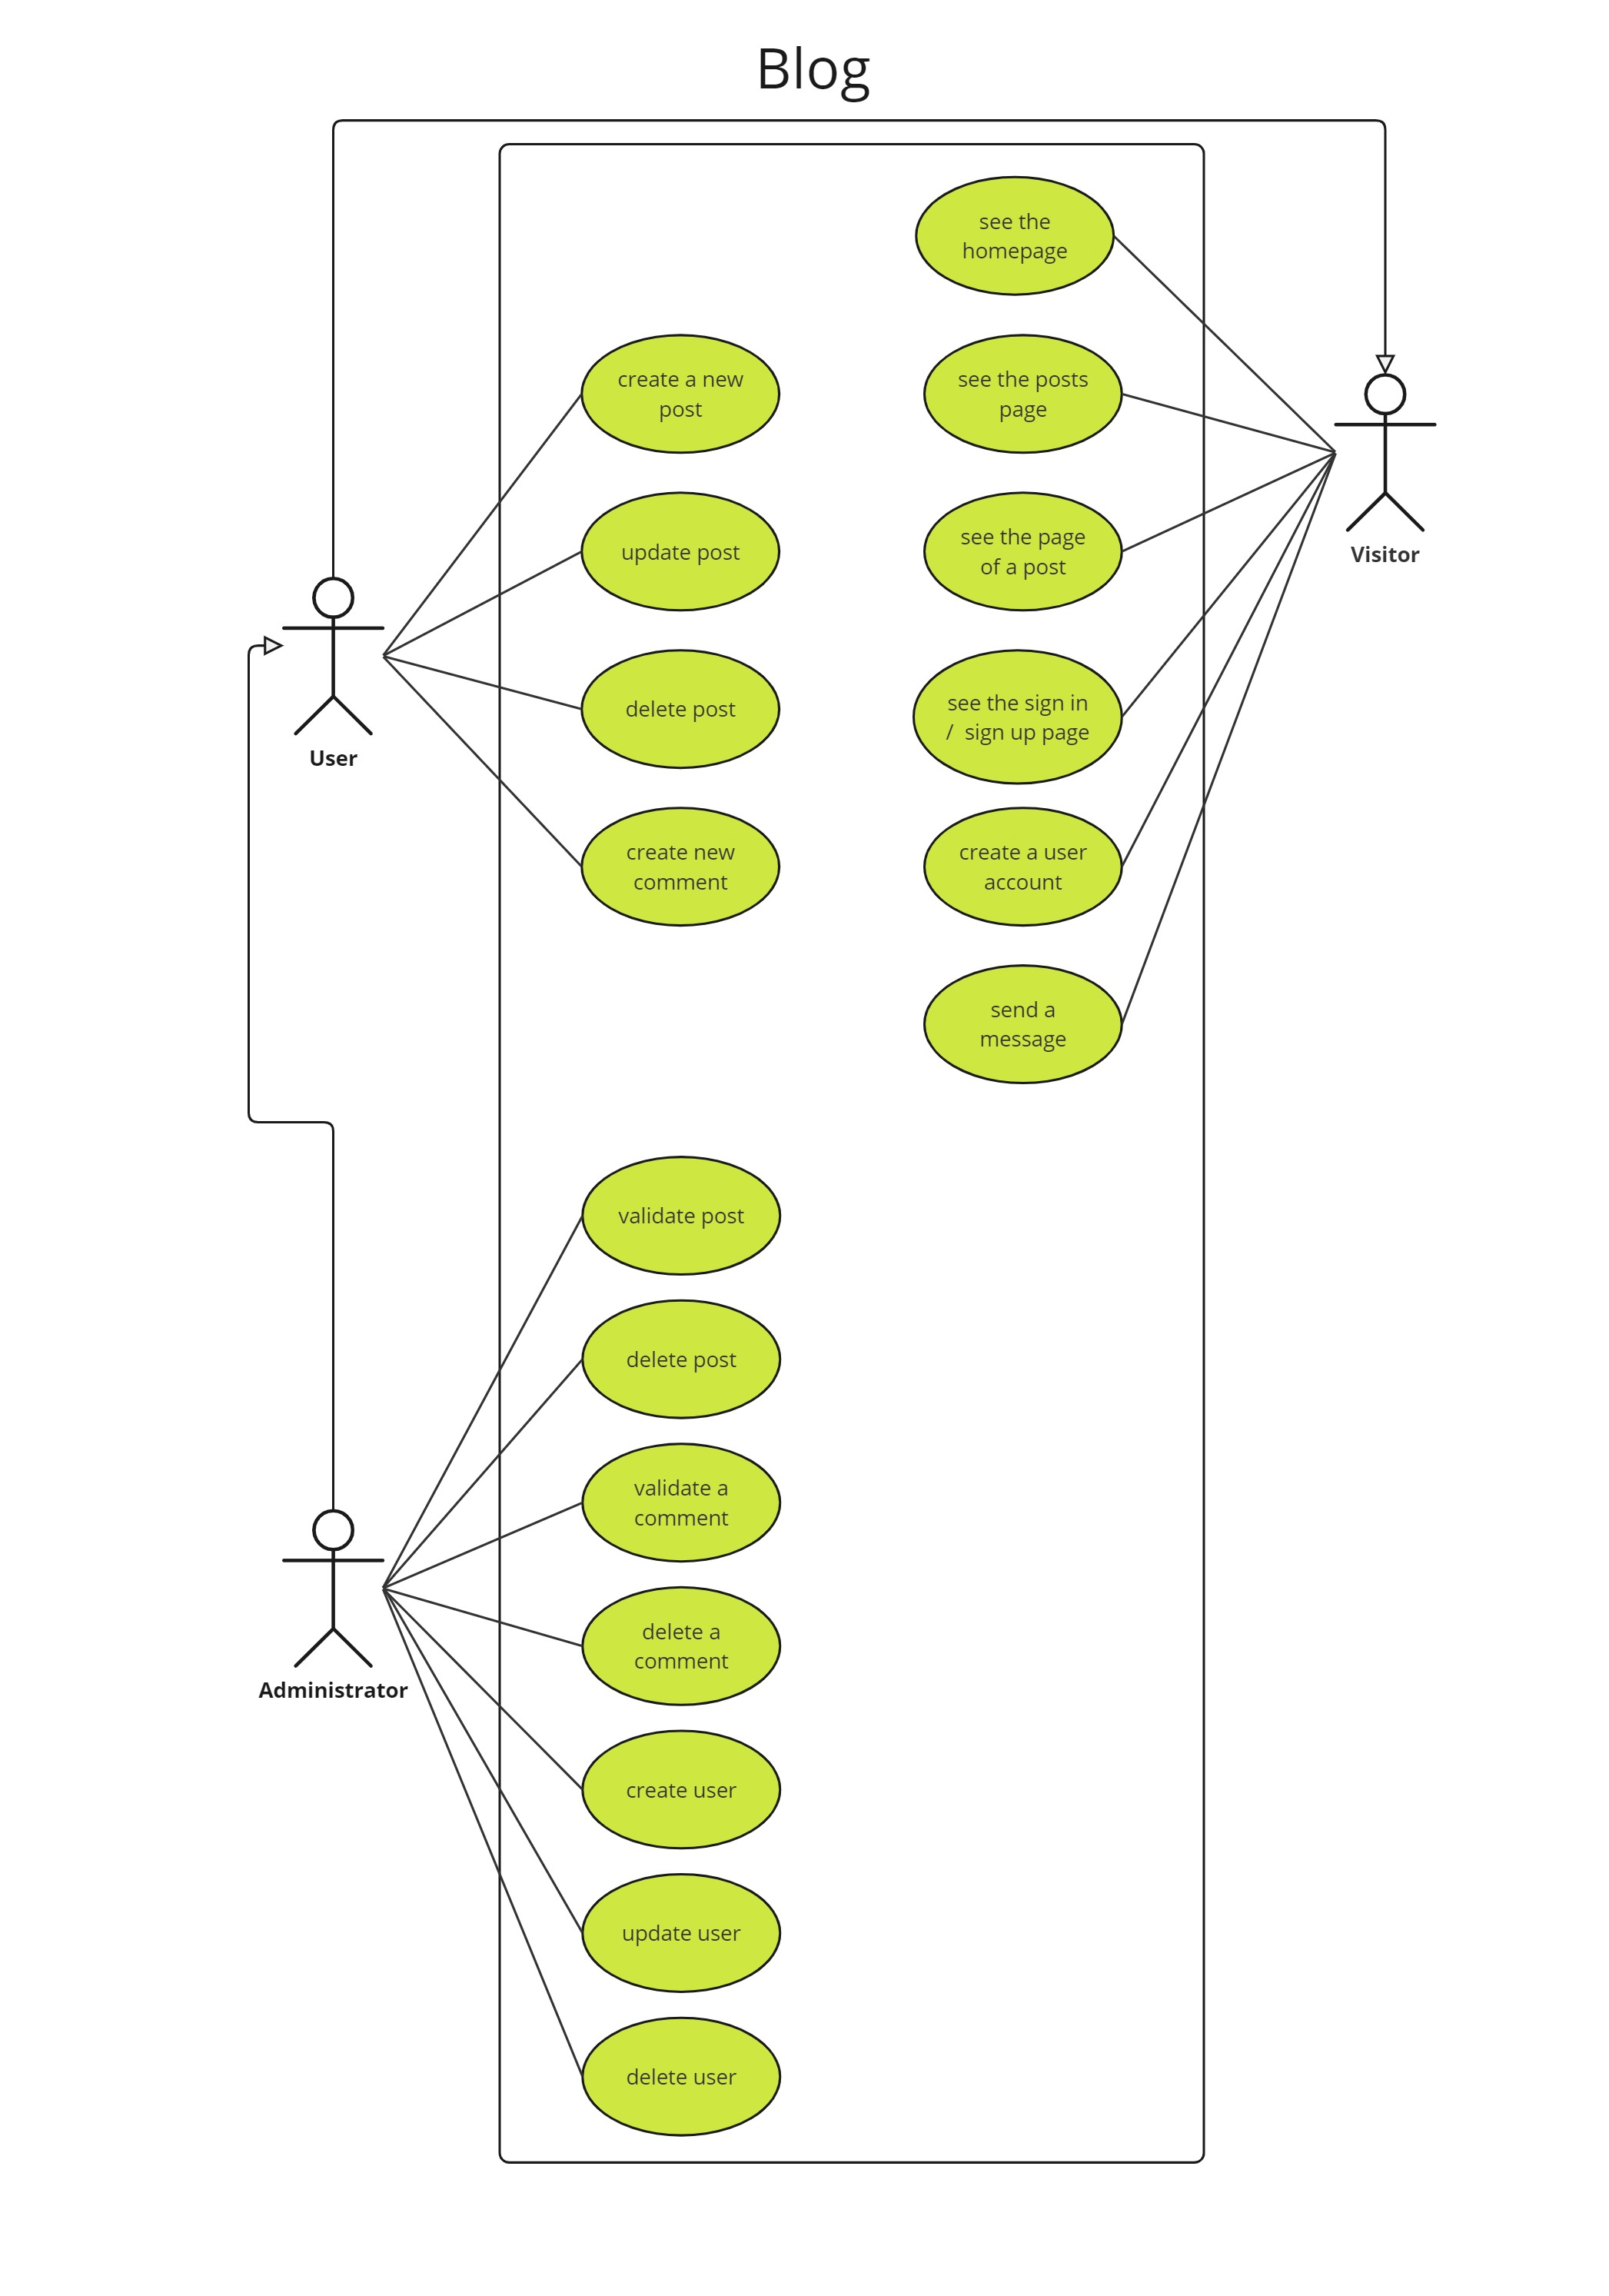 Blog
see the
homepage
create a new
post
see the posts
page
update post
see the page
of a post
Visitor
delete post
see the sign in
/  sign up page
User
create new
comment
create a user
account
send a
message
validate post
delete post
validate a
comment
delete a
comment
Administrator
create user
update user
delete user